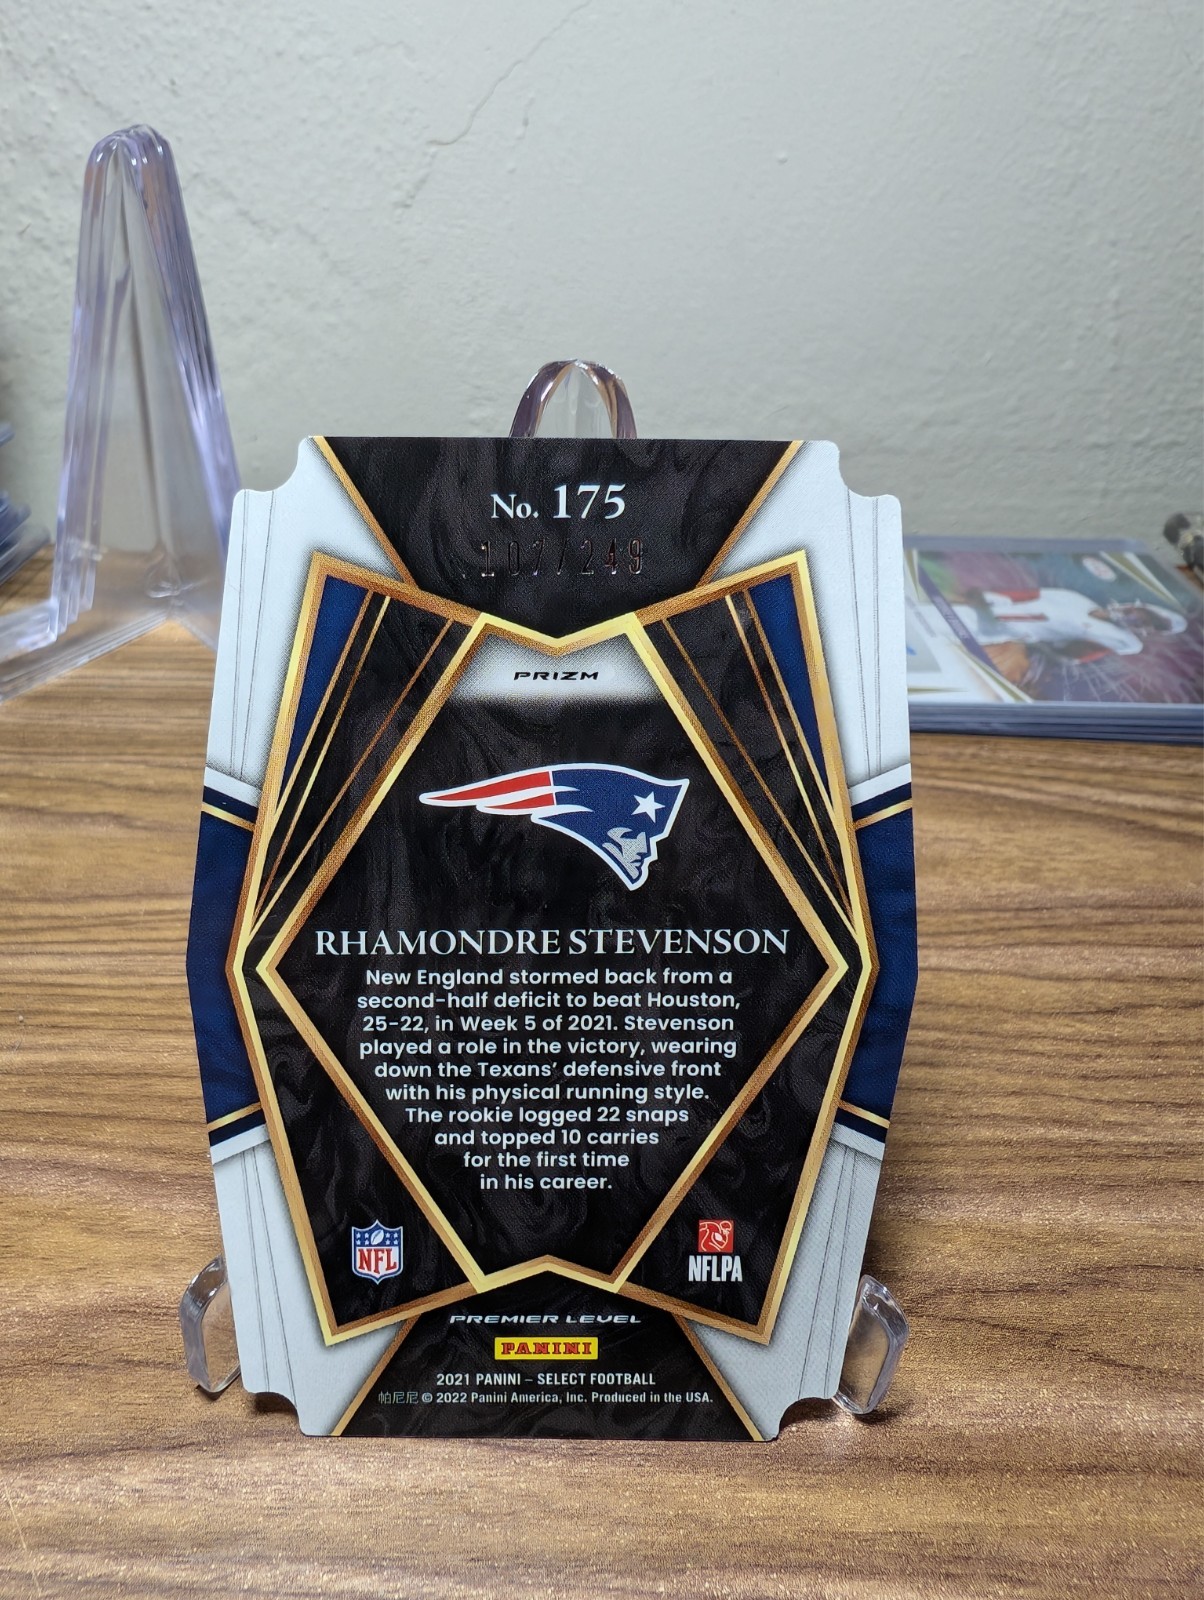 No. 175
107/249
PRIZM
RHAMONDRE STEVENSON
New England stormed back from a
second-half deficit to beat Houston,
25-22, in Week 5 of 2021. Stevenson
played a role in the victory, wearing
down the Texans' defensive front
with his physical running style.
The rookie logged 22 snaps
and topped 10 carries
for the first time
in his career.
NFL
NFLPA
PREMIER LEVEL
PANINI
2021 PANINI – SELECT FOOTBALL
帕尼尼 © 2022 Panini America, Inc. Produced in the USA.